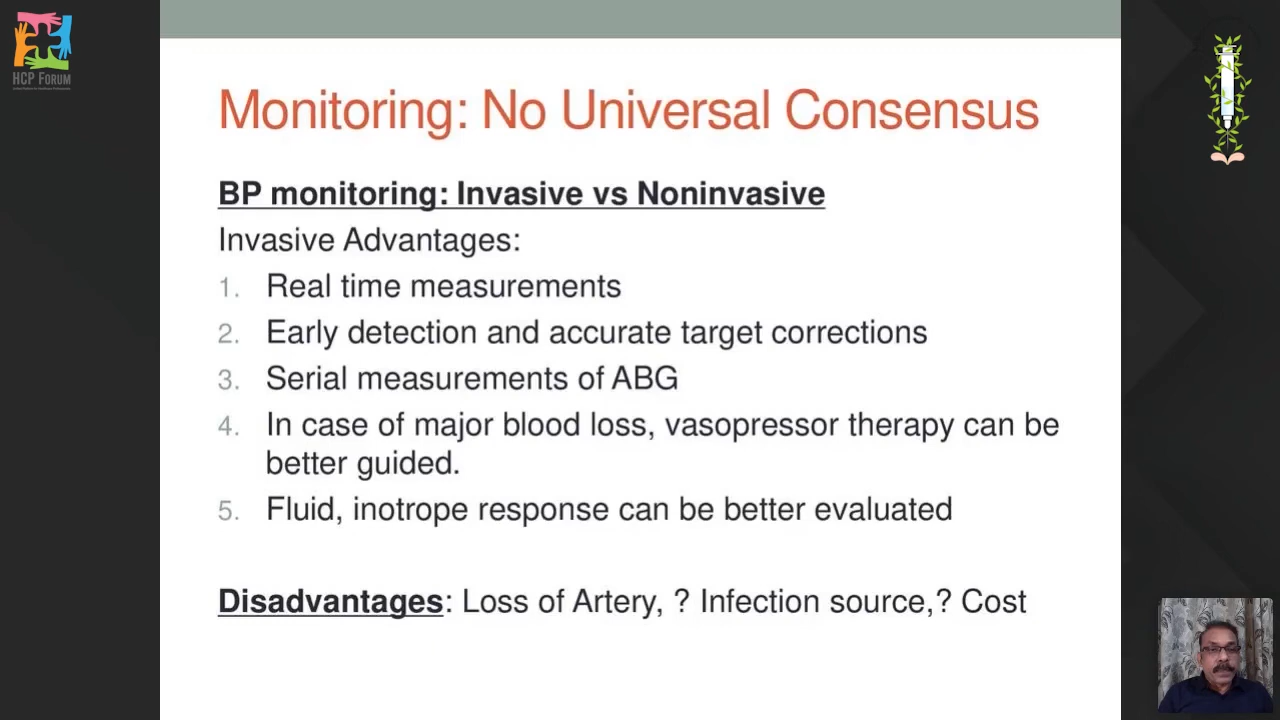 HCP FORUM
Monitoring: No Universal Consensus
BP monitoring: Invasive vs Noninvasive
Invasive Advantages:
1. Real time measurements
2. Early detection and accurate target corrections
3. Serial measurements of ABG
4. In case of major blood loss, vasopressor therapy can be
better guided.
5. Fluid, inotrope response can be better evaluated
Disadvantages: Loss of Artery, ? Infection source,? Cost